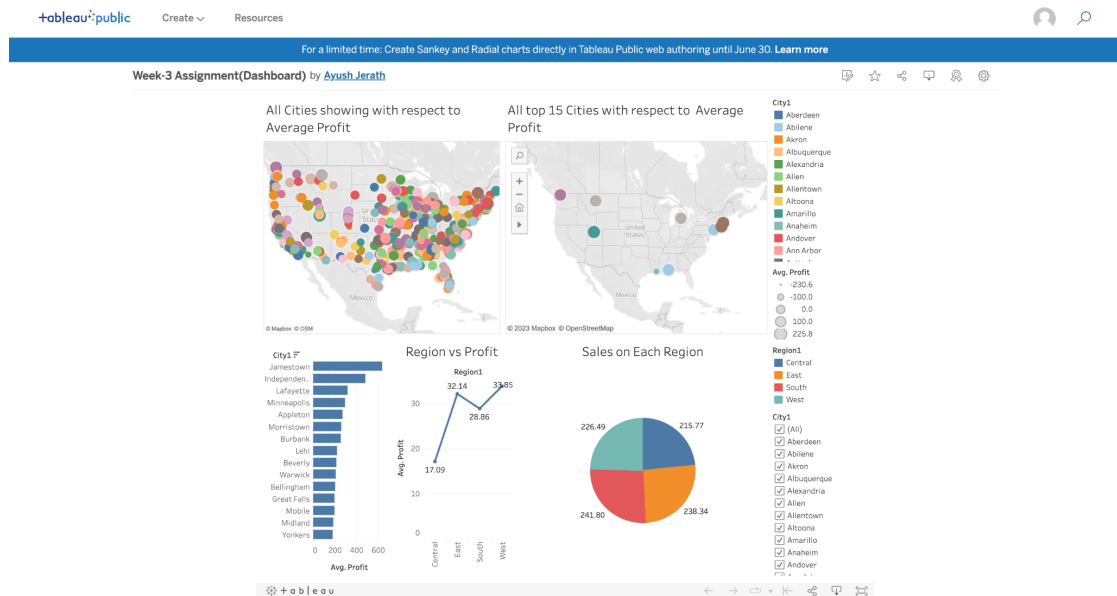 +ableau public
Create
Resources
For a limited time: Create Sankey and Radial charts directly in Tableau Public web authoring until June 30. Learn more
Week-3 Assignment(Dashboard) by Ayush Jerath
All Cities showing with respect to
Average Profit
United
Mexico
© Mapbox © OSM
All top 15 Cities with respect to Average
Profit
United
States
Mexico
© 2023 Mapbox © OpenStreetMap
City1
Aberdeen
Abilene
Akron
Albuquerque
Alexandria
Allen
Allentown
Altoona
Amarillo
Anaheim
Andover
Ann Arbor
Avg. Profit
-230.6
-100.0
0.0
100.0
225.8
City1
Jamestown
Independen..
Lafayette
Minneapolis
Appleton
Morristown
Burbank
Lehi
Beverly
Warwick
Bellingham
Great Falls
Mobile
Midland
Yonkers
0 200 400 600
Avg. Profit
Region vs Profit
Region1
32.14
33.85
28.86
17.09
30
20
10
0
Avg. Profit
Central
East
South
West
Sales on Each Region
226.49
215.77
241.80
238.34
Region1
Central
East
South
West
City1
(All)
Aberdeen
Abilene
Akron
Albuquerque
Alexandria
Allen
Allentown
Altoona
Amarillo
Anaheim
Andover
+ableau